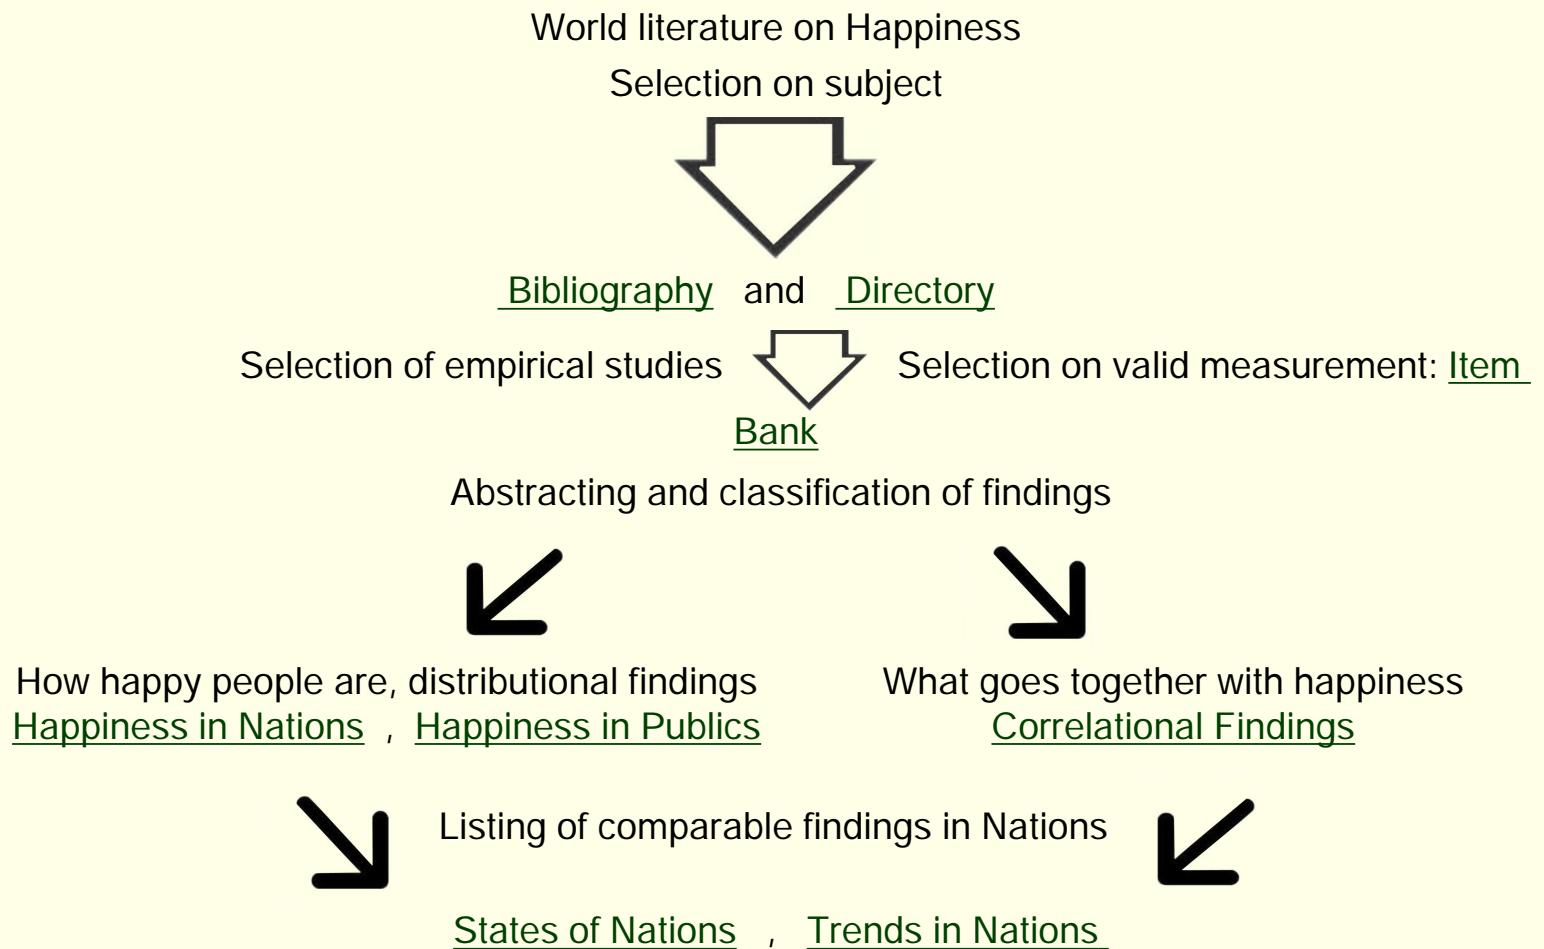 World literature on Happiness
Selection on subject
Bibliography and Directory
Selection of empirical studies Selection on valid measurement: Item
Bank
Abstracting and classification of findings
How happy people are, distributional findings What goes together with happiness
Happiness in Nations , Happiness in Publics Correlational Findings
Listing of comparable findings in Nations
States of Nations , Trends in Nations